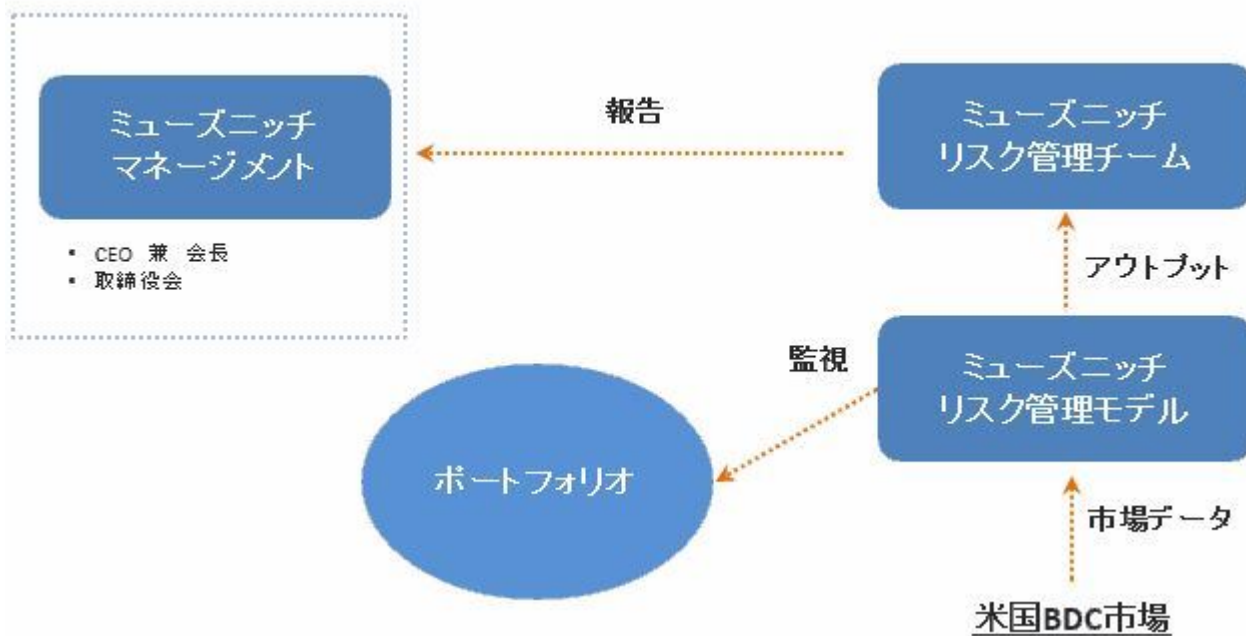 ミューズニッチ
マネージメント
• CEO 兼 会長
• 取締役会
報告
ミューズニッチ
リスク管理チーム
アウトプット
監視
ミューズニッチ
リスク管理モデル
ポートフォリオ
市場データ
米国BDC市場